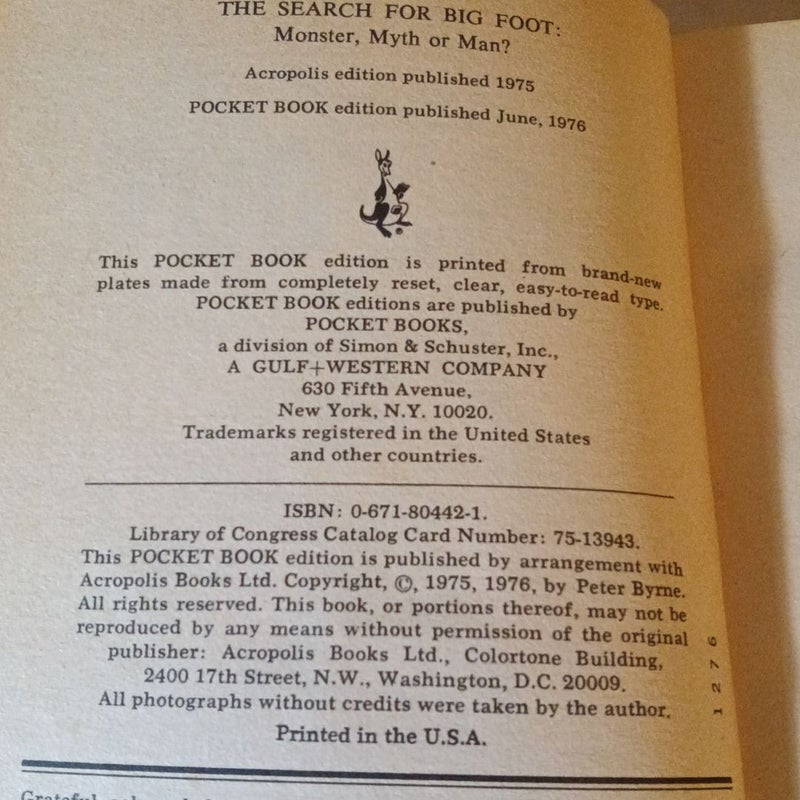 THE SEARCH FOR BIG FOOT:
Monster, Myth or Man?
Acropolis edition published 1975
POCKET BOOK edition published June, 1976
This POCKET BOOK edition is printed from brand-new
plates made from completely reset, clear, easy-to-read type.
POCKET BOOK editions are published by
POCKET BOOKS,
a division of Simon & Schuster, Inc.,
A GULF+WESTERN COMPANY
630 Fifth Avenue,
New York, N.Y. 10020.
Trademarks registered in the United States
and other countries.
ISBN: 0-671-80442-1.
Library of Congress Catalog Card Number: 75-13943.
This POCKET BOOK edition is published by arrangement with
Acropolis Books Ltd. Copyright, ©, 1975, 1976, by Peter Byrne.
All rights reserved. This book, or portions thereof, may not be
reproduced by any means without permission of the original
publisher: Acropolis Books Ltd., Colortone Building,
2400 17th Street, N.W., Washington, D.C. 20009.
All photographs without credits were taken by the author.
Printed in the U.S.A.
1276
Grateful